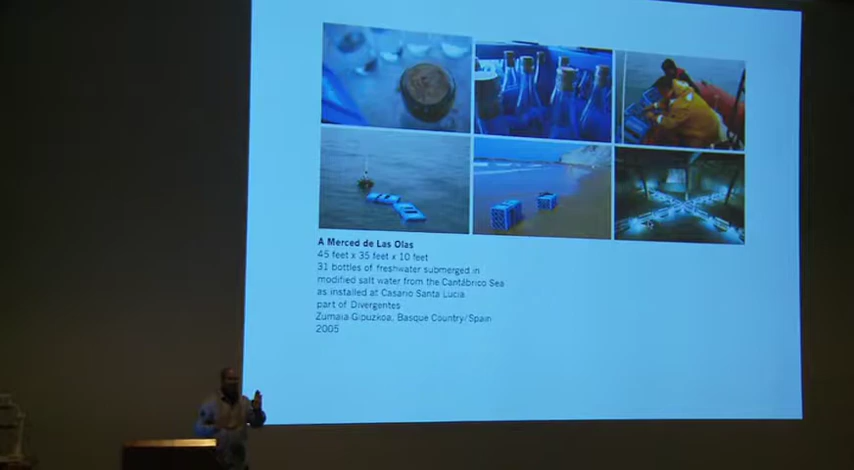 A Merced de Las Olas
45 feet x 35 feet x 10 feet
31 bottles of freshwater submerged in
modified salt water from the Cantábrico Sea
as installed at Casario Santa Lucia
part of Divergentes
Zumaia Gipuzkoa, Basque Country/Spain
2005